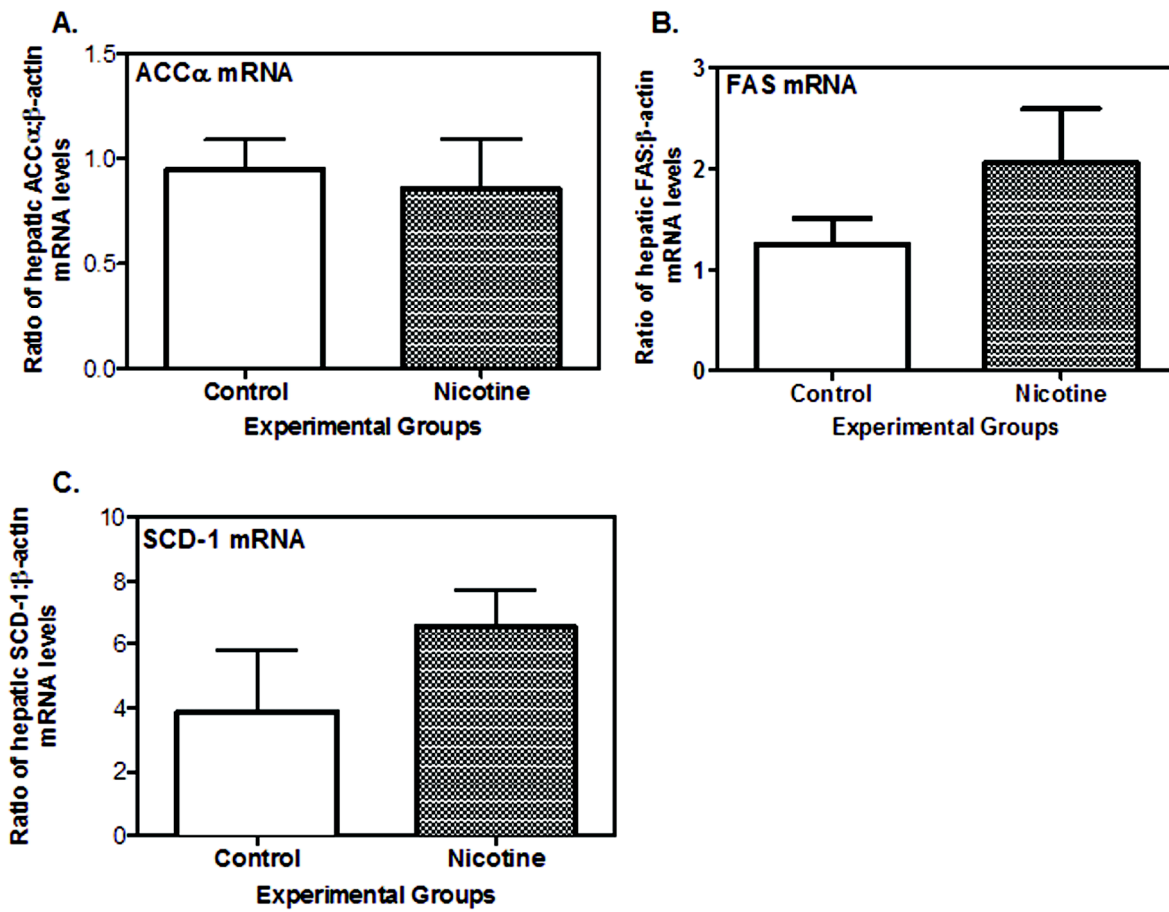 A.
ACCα mRNA
Ratio of hepatic ACCα:β-actin
mRNA levels
1.5
1.0
0.5
0.0
Control Nicotine
Experimental Groups
B.
FAS mRNA
Ratio of hepatic FAS:β-actin
mRNA levels
3
2
1
0
Control Nicotine
Experimental Groups
C.
SCD-1 mRNA
Ratio of hepatic SCD-1:β-actin
mRNA levels
10
8
6
4
2
0
Control Nicotine
Experimental Groups